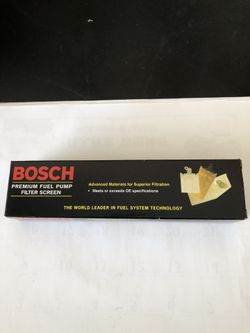 BOSCH
PREMIUM FUEL PUMP
FILTER SCREEN
Advanced Materials for Superior Filtration
• Meets or exceeds OE specifications
THE WORLD LEADER IN FUEL SYSTEM TECHNOLOGY